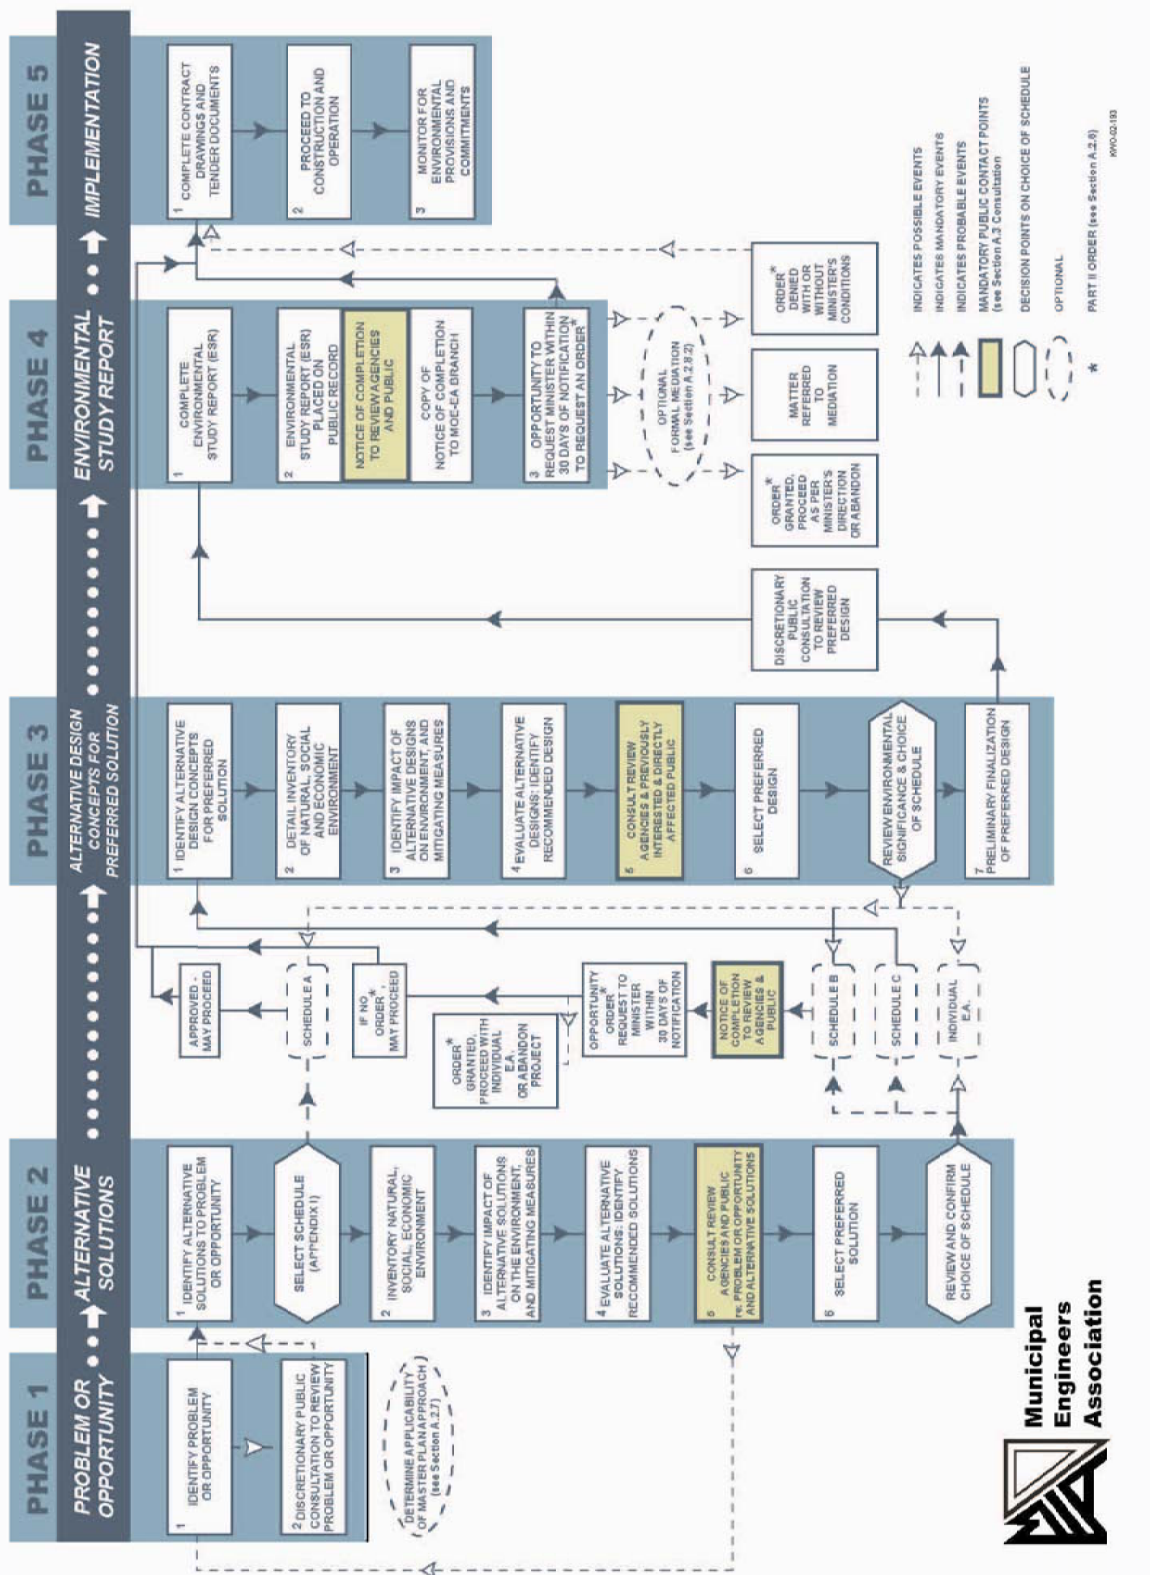 PHASE 1
PROBLEM OR
OPPORTUNITY
1 IDENTIFY PROBLEM
OR OPPORTUNITY
2 DISCRETIONARY PUBLIC
CONSULTATION TO REVIEW
PROBLEM OR OPPORTUNITY
DETERMINE APPLICABILITY
OF MASTER PLAN APPROACH
(see Section A.2.7)
PHASE 2
ALTERNATIVE
SOLUTIONS
1 IDENTIFY ALTERNATIVE
SOLUTIONS TO PROBLEM
OR OPPORTUNITY
SELECT SCHEDULE
(APPENDIX I)
2 INVENTORY NATURAL,
SOCIAL, ECONOMIC
ENVIRONMENT
3 IDENTIFY IMPACT OF
ALTERNATIVE SOLUTIONS
ON THE ENVIRONMENT,
AND MITIGATING MEASURES
4 EVALUATE ALTERNATIVE
SOLUTIONS: IDENTIFY
RECOMMENDED SOLUTIONS
5 CONSULT REVIEW
AGENCIES AND PUBLIC
re: PROBLEM OR OPPORTUNITY
AND ALTERNATIVE SOLUTIONS
6 SELECT PREFERRED
SOLUTION
REVIEW AND CONFIRM
CHOICE OF SCHEDULE
APPROVED -
MAY PROCEED
SCHEDULE A
IF NO
ORDER*,
MAY PROCEED
ORDER*
GRANTED,
PROCEED WITH
INDIVIDUAL
E.A.
OR ABANDON
PROJECT
OPPORTUNITY
ORDER*
REQUEST TO
MINISTER
WITHIN
30 DAYS OF
NOTIFICATION
NOTICE OF
COMPLETION
TO REVIEW
AGENCIES &
PUBLIC
SCHEDULE B
SCHEDULE C
INDIVIDUAL
E.A.
PHASE 3
ALTERNATIVE DESIGN
CONCEPTS FOR
PREFERRED SOLUTION
1 IDENTIFY ALTERNATIVE
DESIGN CONCEPTS
FOR PREFERRED
SOLUTION
2 DETAIL INVENTORY
OF NATURAL, SOCIAL
AND ECONOMIC
ENVIRONMENT
3 IDENTIFY IMPACT OF
ALTERNATIVE DESIGNS
ON ENVIRONMENT, AND
MITIGATING MEASURES
4 EVALUATE ALTERNATIVE
DESIGNS: IDENTIFY
RECOMMENDED DESIGN
5 CONSULT REVIEW
AGENCIES & PREVIOUSLY
INTERESTED & DIRECTLY
AFFECTED PUBLIC
6 SELECT PREFERRED
DESIGN
REVIEW ENVIRONMENTAL
SIGNIFICANCE & CHOICE
OF SCHEDULE
7 PRELIMINARY FINALIZATION
OF PREFERRED DESIGN
DISCRETIONARY
PUBLIC
CONSULTATION
TO REVIEW
PREFERRED
DESIGN
PHASE 4
ENVIRONMENTAL
STUDY REPORT
1 COMPLETE
ENVIRONMENTAL
STUDY REPORT (ESR)
2 ENVIRONMENTAL
STUDY REPORT (ESR)
PLACED ON
PUBLIC RECORD
NOTICE OF COMPLETION
TO REVIEW AGENCIES
AND PUBLIC
COPY OF
NOTICE OF COMPLETION
TO MOE-EA BRANCH
3 OPPORTUNITY TO
REQUEST MINISTER WITHIN
30 DAYS OF NOTIFICATION
TO REQUEST AN ORDER*
OPTIONAL
FORMAL MEDIATION
(see Section A.2.8.2)
ORDER*
GRANTED,
PROCEED
AS PER
MINISTER'S
DIRECTION
OR ABANDON
MATTER
REFERRED
TO
MEDIATION
ORDER*
DENIED
WITH OR
WITHOUT
MINISTER'S
CONDITIONS
PHASE 5
IMPLEMENTATION
1 COMPLETE CONTRACT
DRAWINGS AND
TENDER DOCUMENTS
2 PROCEED TO
CONSTRUCTION AND
OPERATION
3 MONITOR FOR
ENVIRONMENTAL
PROVISIONS AND
COMMITMENTS
INDICATES POSSIBLE EVENTS
INDICATES MANDATORY EVENTS
INDICATES PROBABLE EVENTS
MANDATORY PUBLIC CONTACT POINTS
(see Section A.3 Consultation
DECISION POINTS ON CHOICE OF SCHEDULE
OPTIONAL
* PART II ORDER (see Section A.2.8)
KWO-02-193
Municipal
Engineers
Association